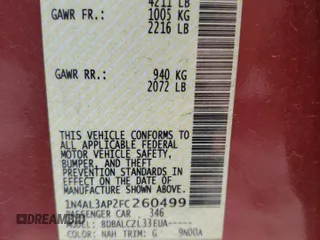 4211 LB
GAWR FR.: 1005 KG
2216 LB
GAWR RR.: 940 KG
2072 LB
THIS VEHICLE CONFORMS TO
ALL APPLICABLE FEDERAL
MOTOR VEHICLE SAFETY,
BUMPER, AND THEFT
PREVENTION STANDARDS IN
EFFECT ON THE DATE OF
MANUFACTURE SHOWN ABOVE.
1N4AL3AP2FC260499
PASSENGER CAR 346
MODEL: BDBALCZL33EUA-----
COLOR: NAH TRIM: G 9N00A
DREAMBID